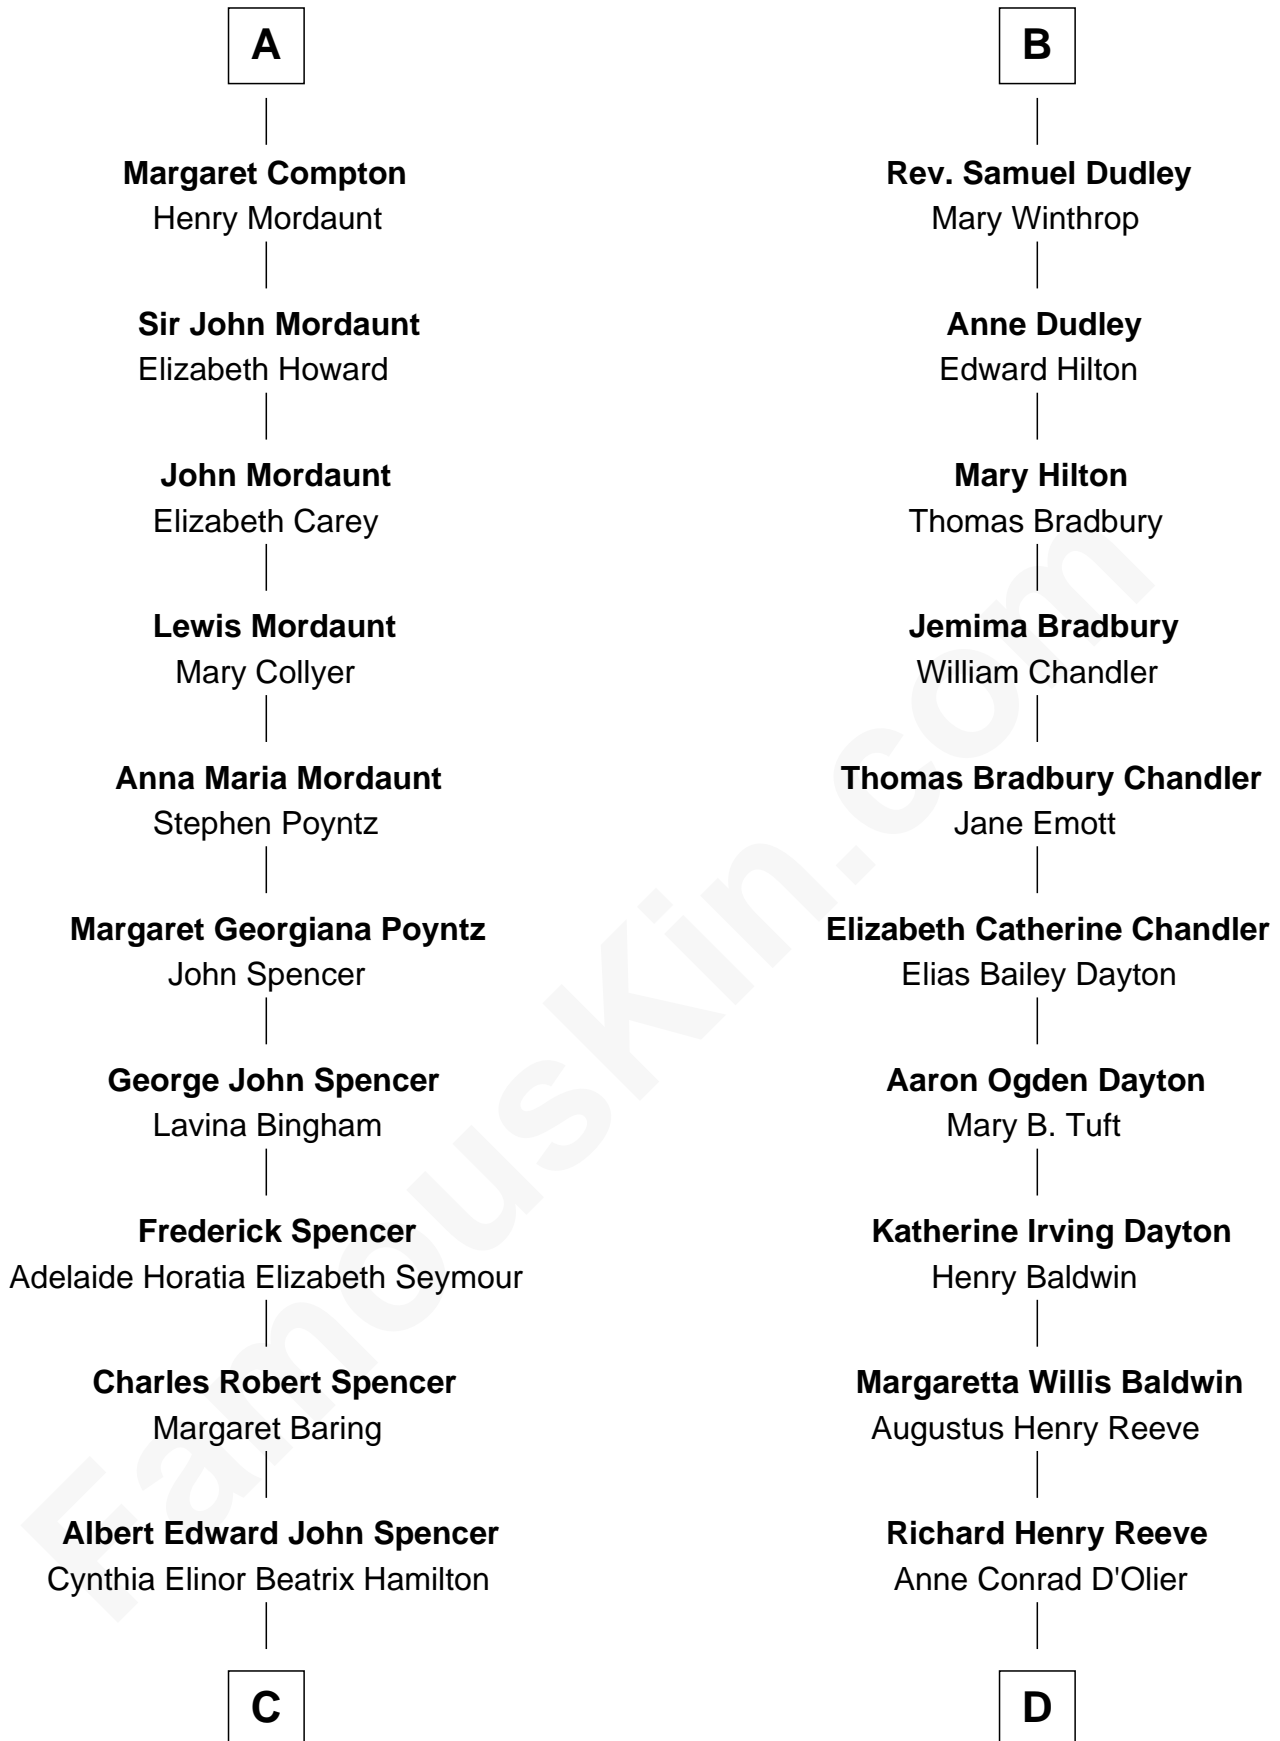 A
Margaret Compton
Henry Mordaunt
Sir John Mordaunt
Elizabeth Howard
John Mordaunt
Elizabeth Carey
Lewis Mordaunt
Mary Collyer
Anna Maria Mordaunt
Stephen Poyntz
Margaret Georgiana Poyntz
John Spencer
George John Spencer
Lavina Bingham
Frederick Spencer
Adelaide Horatia Elizabeth Seymour
Charles Robert Spencer
Margaret Baring
Albert Edward John Spencer
Cynthia Elinor Beatrix Hamilton
C
B
Rev. Samuel Dudley
Mary Winthrop
Anne Dudley
Edward Hilton
Mary Hilton
Thomas Bradbury
Jemima Bradbury
William Chandler
Thomas Bradbury Chandler
Jane Emott
Elizabeth Catherine Chandler
Elias Bailey Dayton
Aaron Ogden Dayton
Mary B. Tuft
Katherine Irving Dayton
Henry Baldwin
Margaretta Willis Baldwin
Augustus Henry Reeve
Richard Henry Reeve
Anne Conrad D'Olier
D
FamousKin.com